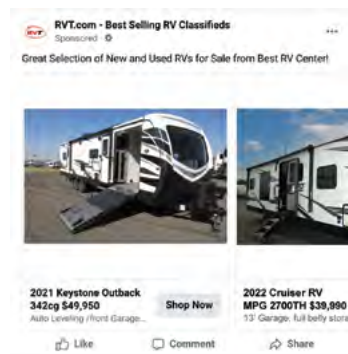 RVT
RVT.com - Best Selling RV Classifieds
Sponsored ·
Great Selection of New and Used RVs for Sale from Best RV Center!
2021 Keystone Outback
342cg $49,950
Auto Leveling /front Garage...
Shop Now
2022 Cruiser RV
MPG 2700TH $39,990
13' Garage, full belly stora
Like
Comment
Share